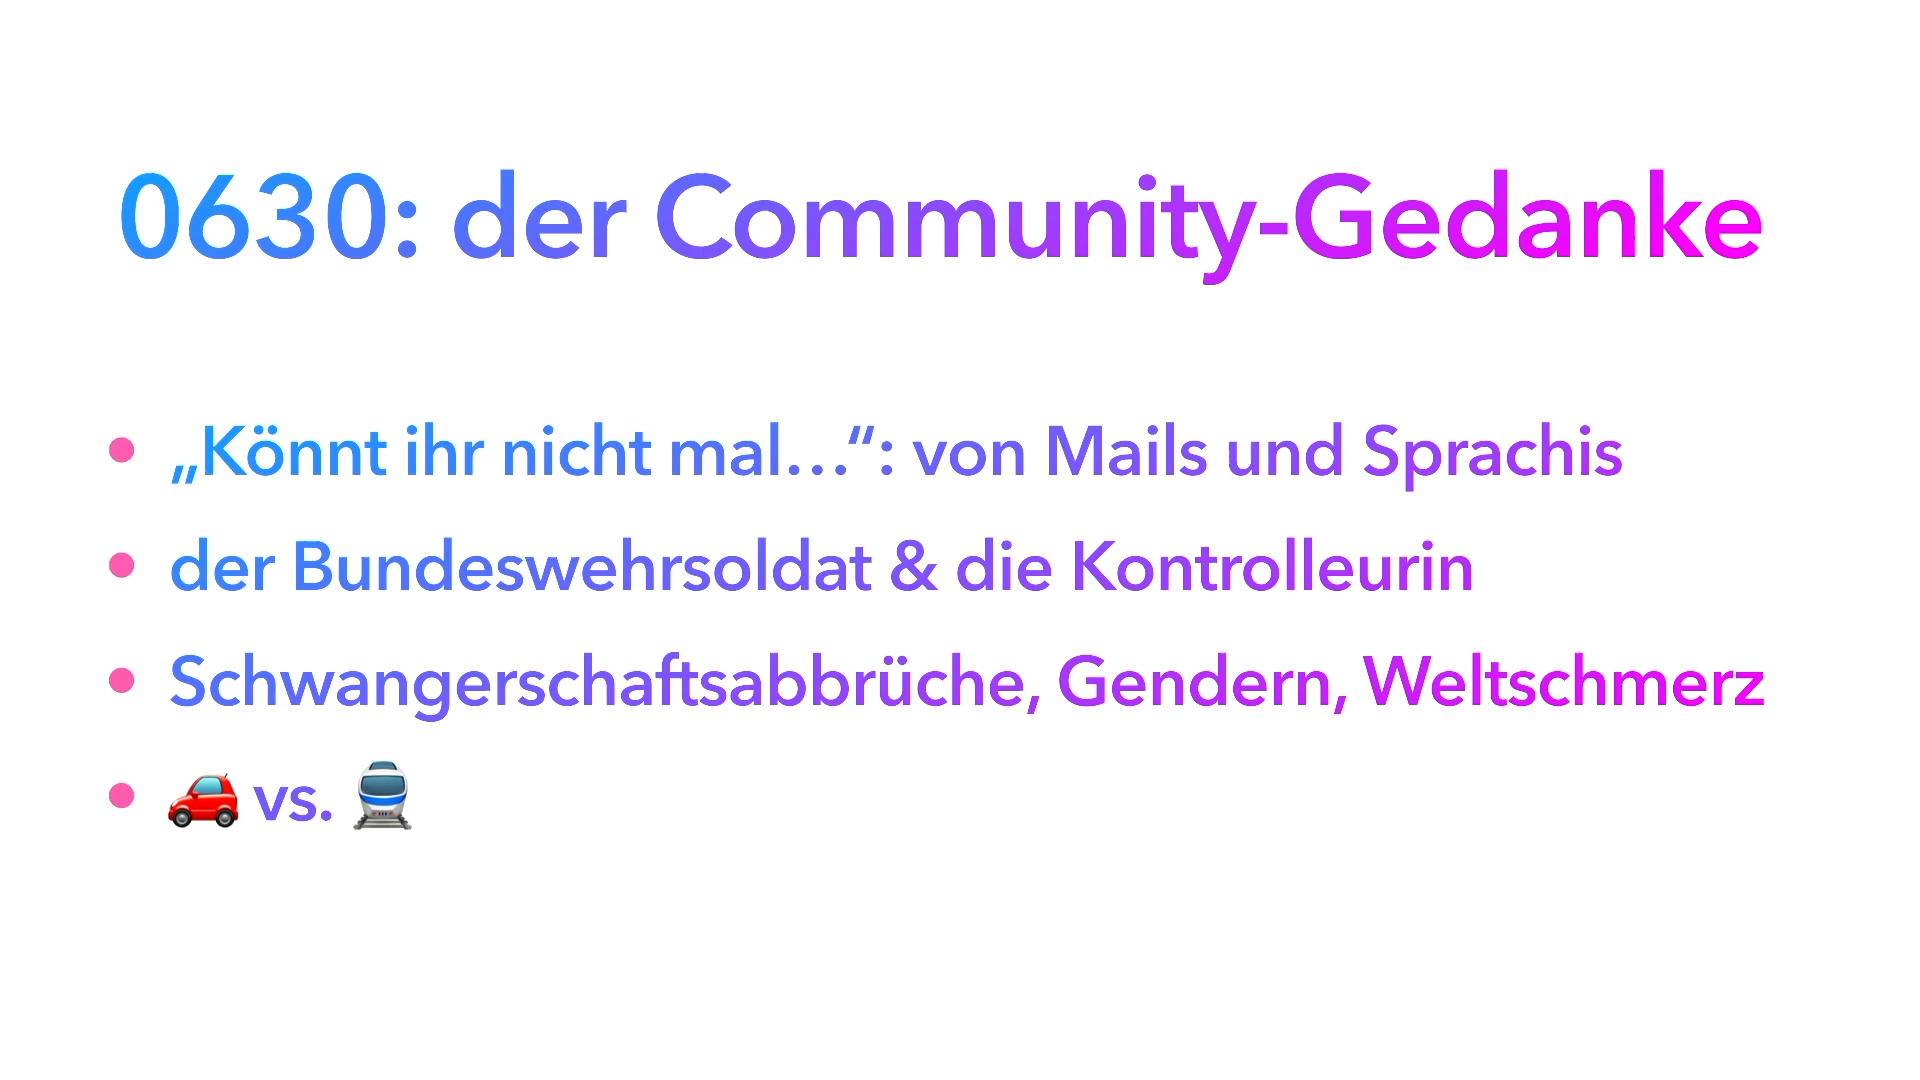 0630: der Community-Gedanke
• „Könnt ihr nicht mal…“: von Mails und Sprachis
• der Bundeswehrsoldat & die Kontrolleurin
• Schwangerschaftsabbrüche, Gendern, Weltschmerz
• 🚗 vs. 🚆